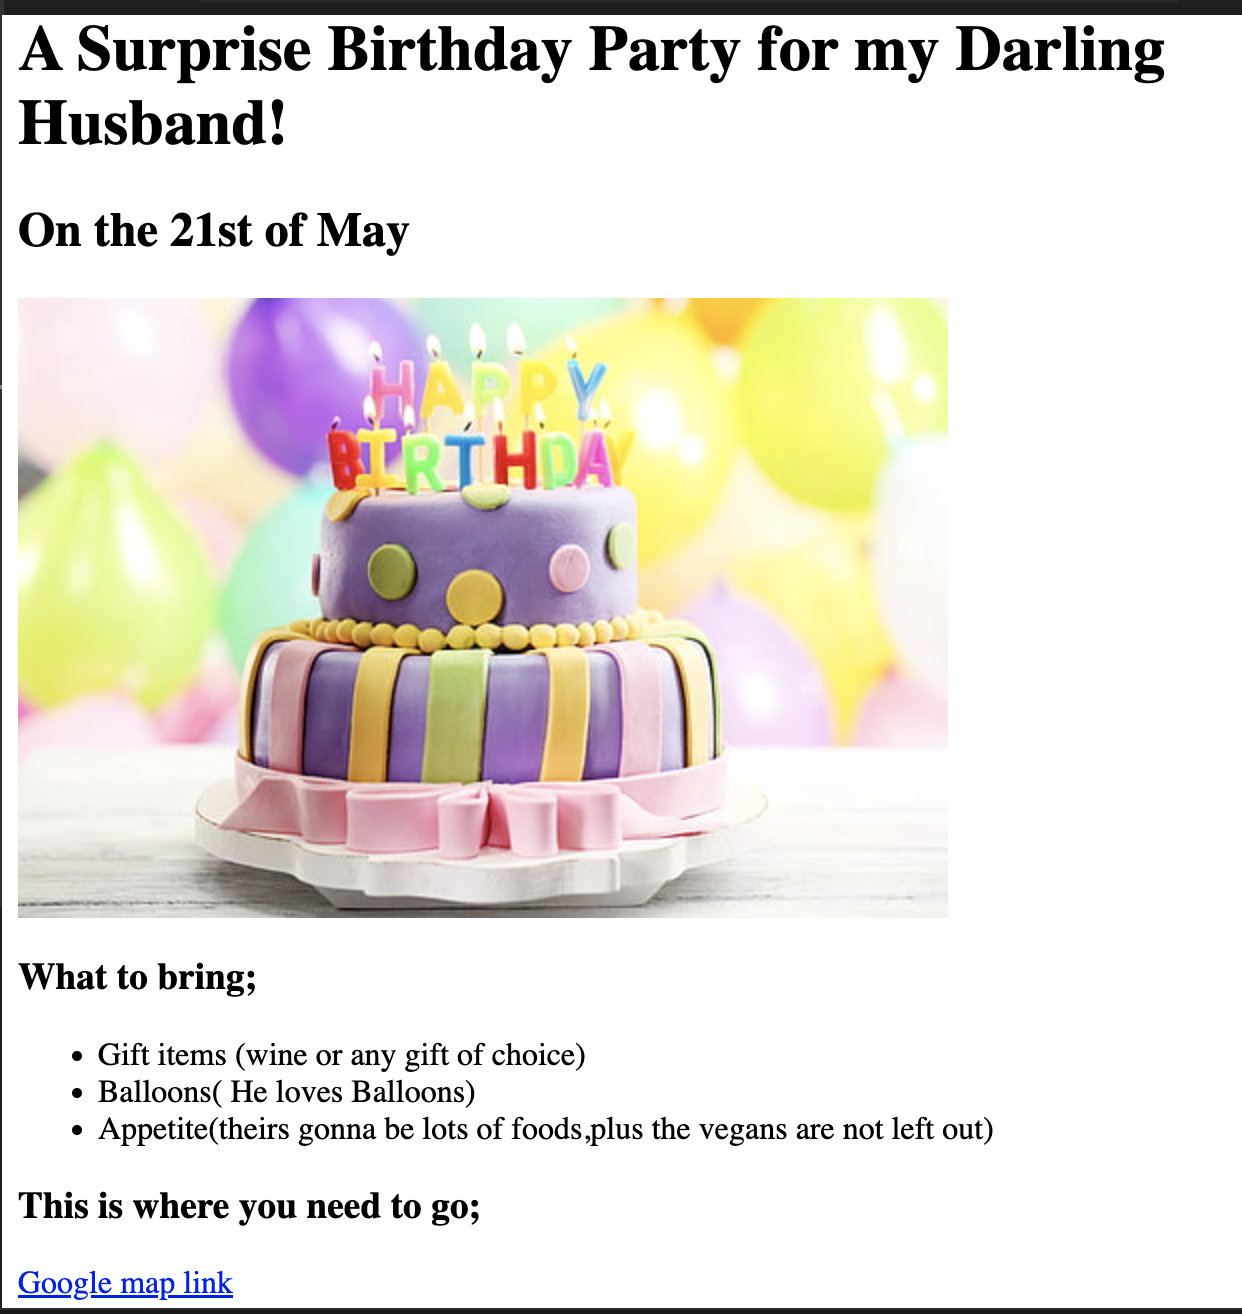 A Surprise Birthday Party for my Darling
Husband!
On the 21st of May
HAPPY
BIRTHDAY
What to bring;
Gift items (wine or any gift of choice)
Balloons( He loves Balloons)
Appetite(theirs gonna be lots of foods,plus the vegans are not left out)
This is where you need to go;
Google map link